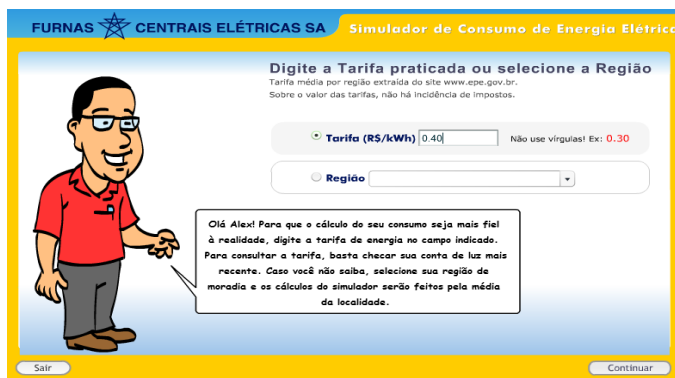 FURNAS CENTRAIS ELÉTRICAS SA
Simulador de Consumo de Energia Elétrica
Digite a Tarifa praticada ou selecione a Região
Tarifa média por região extraída do site www.epe.gov.br.
Sobre o valor das tarifas, não há incidência de impostos.
Tarifa (R$/kWh) 0.40 Não use vírgulas! Ex: 0.30
Região
Olá Alex! Para que o cálculo do seu consumo seja mais fiel
à realidade, digite a tarifa de energia no campo indicado.
Para consultar a tarifa, basta checar sua conta de luz mais
recente. Caso você não saiba, selecione sua região de
moradia e os cálculos do simulador serão feitos pela média
da localidade.
Sair
Continuar